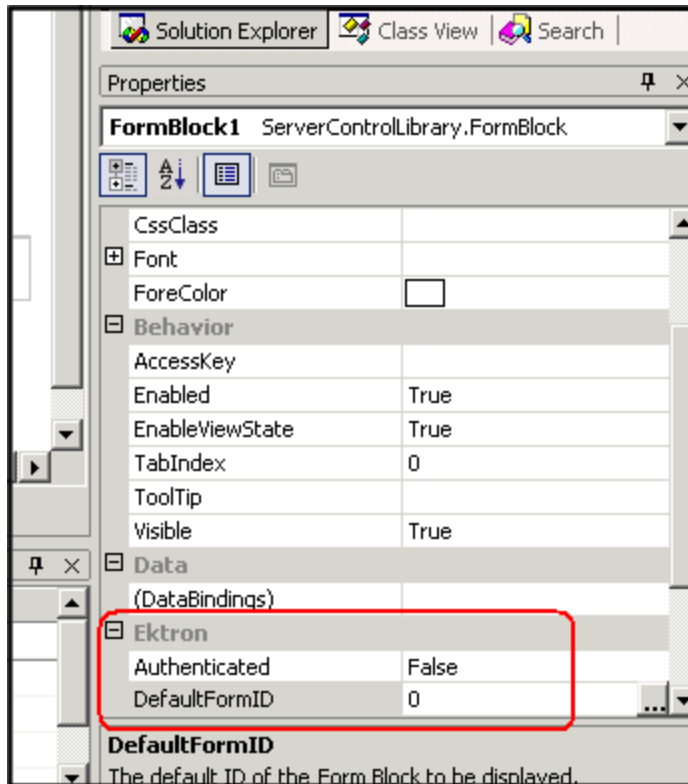 Solution Explorer Class View Search
Properties
FormBlock1 ServerControlLibrary.FormBlock
CssClass
Font
ForeColor
Behavior
AccessKey
Enabled True
EnableViewState True
TabIndex 0
ToolTip
Visible True
Data
(DataBindings)
Ektron
Authenticated False
DefaultFormID 0 ...
DefaultFormID
The default ID of the Form Block to be displayed.